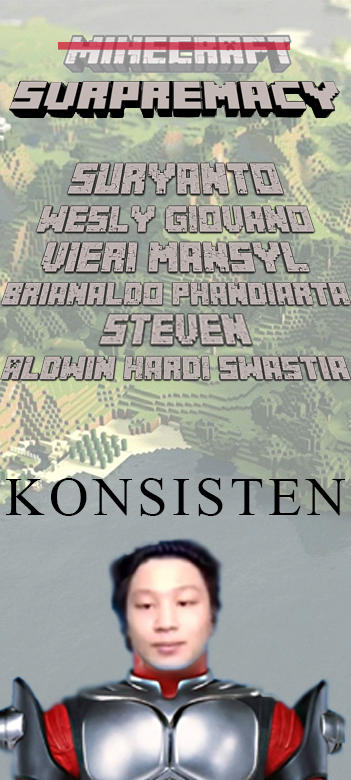 MINECRAFT
SURPREMACY
SURYANTO
WESLY GIOVANO
VIERI MANSYL
BRIANALDO PHANDIARTA
STEVEN
ALDWIN HARDI SWASTIA
KONSISTEN